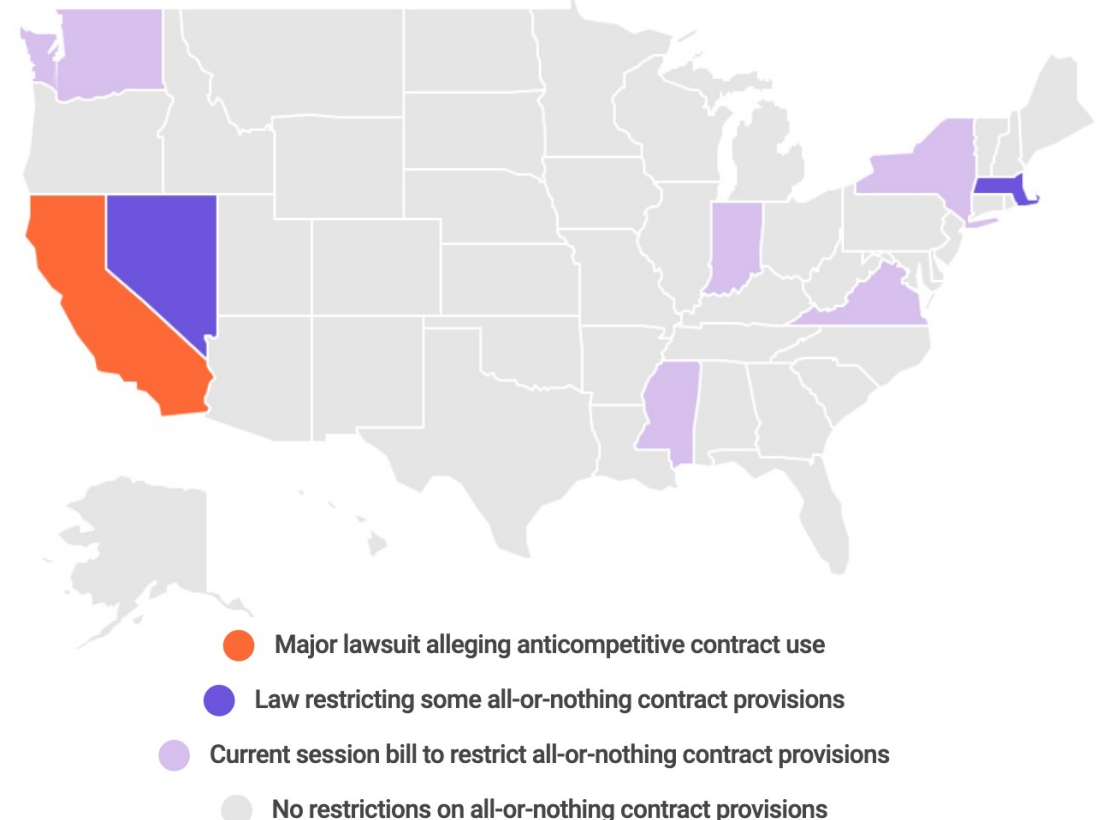 Major lawsuit alleging anticompetitive contract use
Law restricting some all-or-nothing contract provisions
Current session bill to restrict all-or-nothing contract provisions
No restrictions on all-or-nothing contract provisions